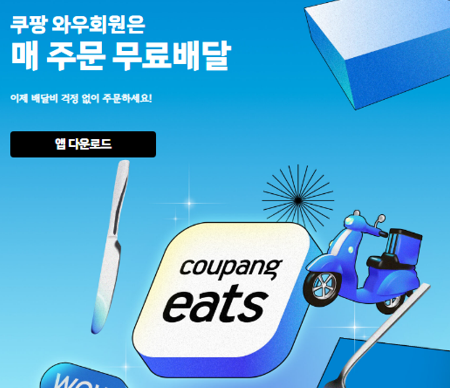 쿠팡 와우회원은
매 주문 무료배달
이제 배달비 걱정 없이 주문하세요!
앱 다운로드
coupang
eats